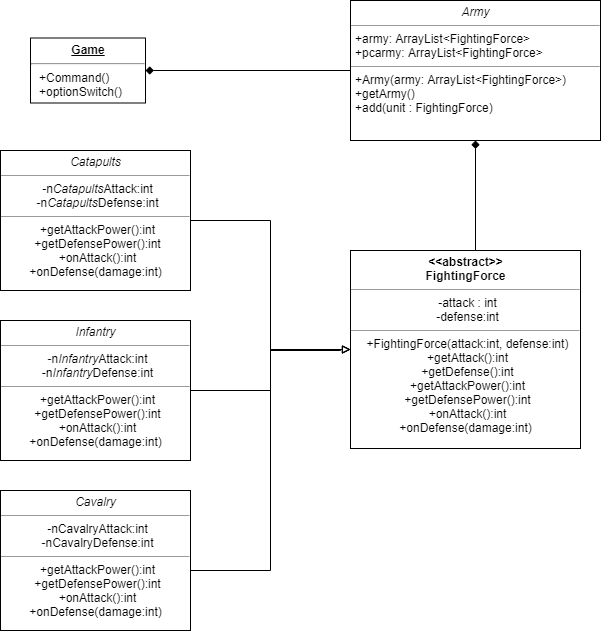 Army
+army: ArrayList<FightingForce>
+pcarmy: ArrayList<FightingForce>
+Army(army: ArrayList<FightingForce>)
+getArmy()
+add(unit : FightingForce)
Game
+Command()
+optionSwitch()
Catapults
-nCatapultsAttack:int
-nCatapultsDefense:int
+getAttackPower():int
+getDefensePower():int
+onAttack():int
+onDefense(damage:int)
<<abstract>>
FightingForce
-attack : int
-defense:int
+FightingForce(attack:int, defense:int)
+getAttack():int
+getDefense():int
+getAttackPower():int
+getDefensePower():int
+onAttack():int
+onDefense(damage:int)
Infantry
-nInfantryAttack:int
-nInfantryDefense:int
+getAttackPower():int
+getDefensePower():int
+onAttack():int
+onDefense(damage:int)
Cavalry
-nCavalryAttack:int
-nCavalryDefense:int
+getAttackPower():int
+getDefensePower():int
+onAttack():int
+onDefense(damage:int)